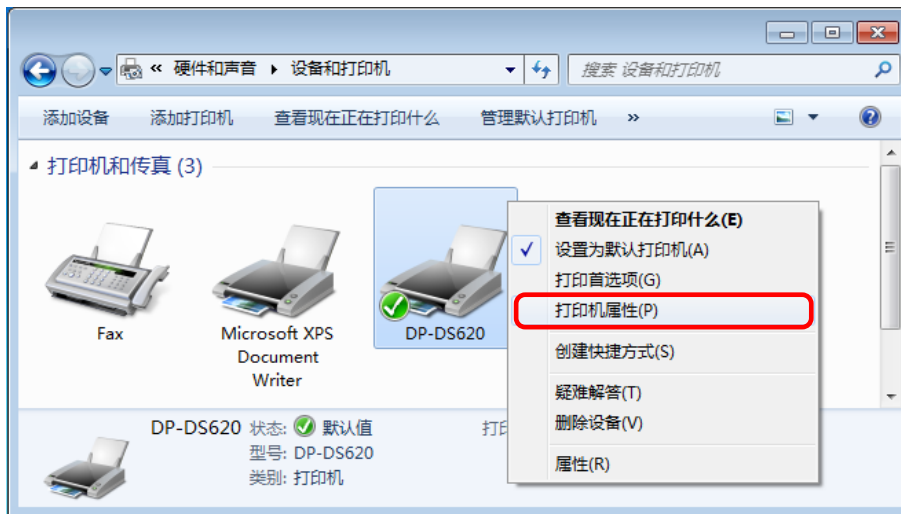 « 硬件和声音 ▸ 设备和打印机
搜索 设备和打印机
添加设备 添加打印机 查看现在正在打印什么 管理默认打印机 »
打印机和传真 (3)
Fax
Microsoft XPS
Document
Writer
DP-DS620
查看现在正在打印什么(E)
设置为默认打印机(A)
打印首选项(G)
打印机属性(P)
创建快捷方式(S)
疑难解答(T)
删除设备(V)
属性(R)
DP-DS620 状态: 默认值
型号: DP-DS620
类别: 打印机